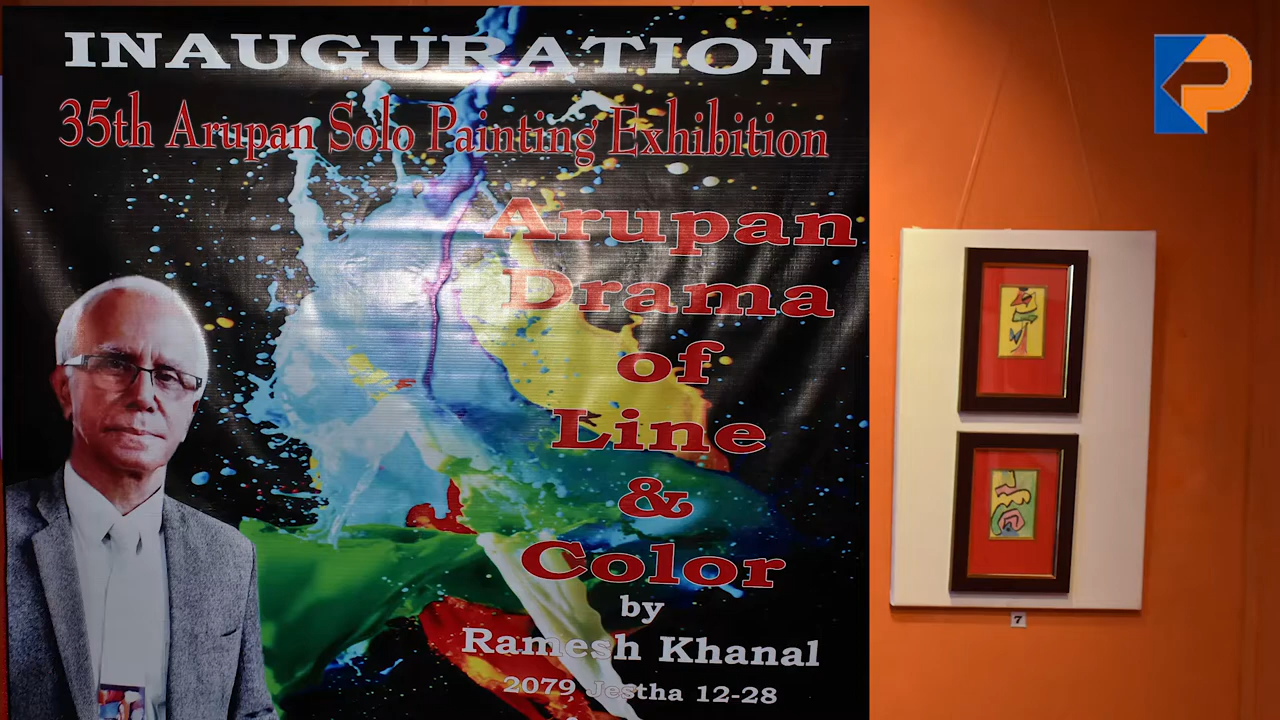 INAUGURATION
35th Arupan Solo Painting Exhibition
Arupan
Drama
of
Line
&
Color
by
Ramesh Khanal
2079 Jestha 12-28
7
KP